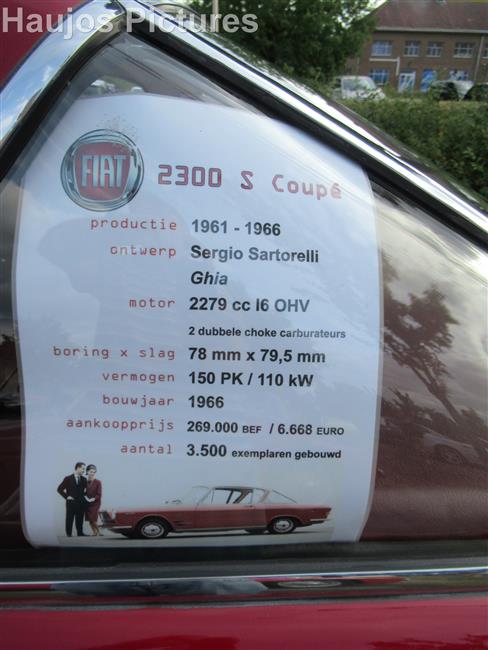 Haujos Pictures
FIAT 2300 S Coupé
productie 1961 - 1966
ontwerp Sergio Sartorelli
Ghia
motor 2279 cc I6 OHV
2 dubbele choke carburateurs
boring x slag 78 mm x 79,5 mm
vermogen 150 PK / 110 kW
bouwjaar 1966
aankoopprijs 269.000 BEF / 6.668 EURO
aantal 3.500 exemplaren gebouwd
Haujos Pictures